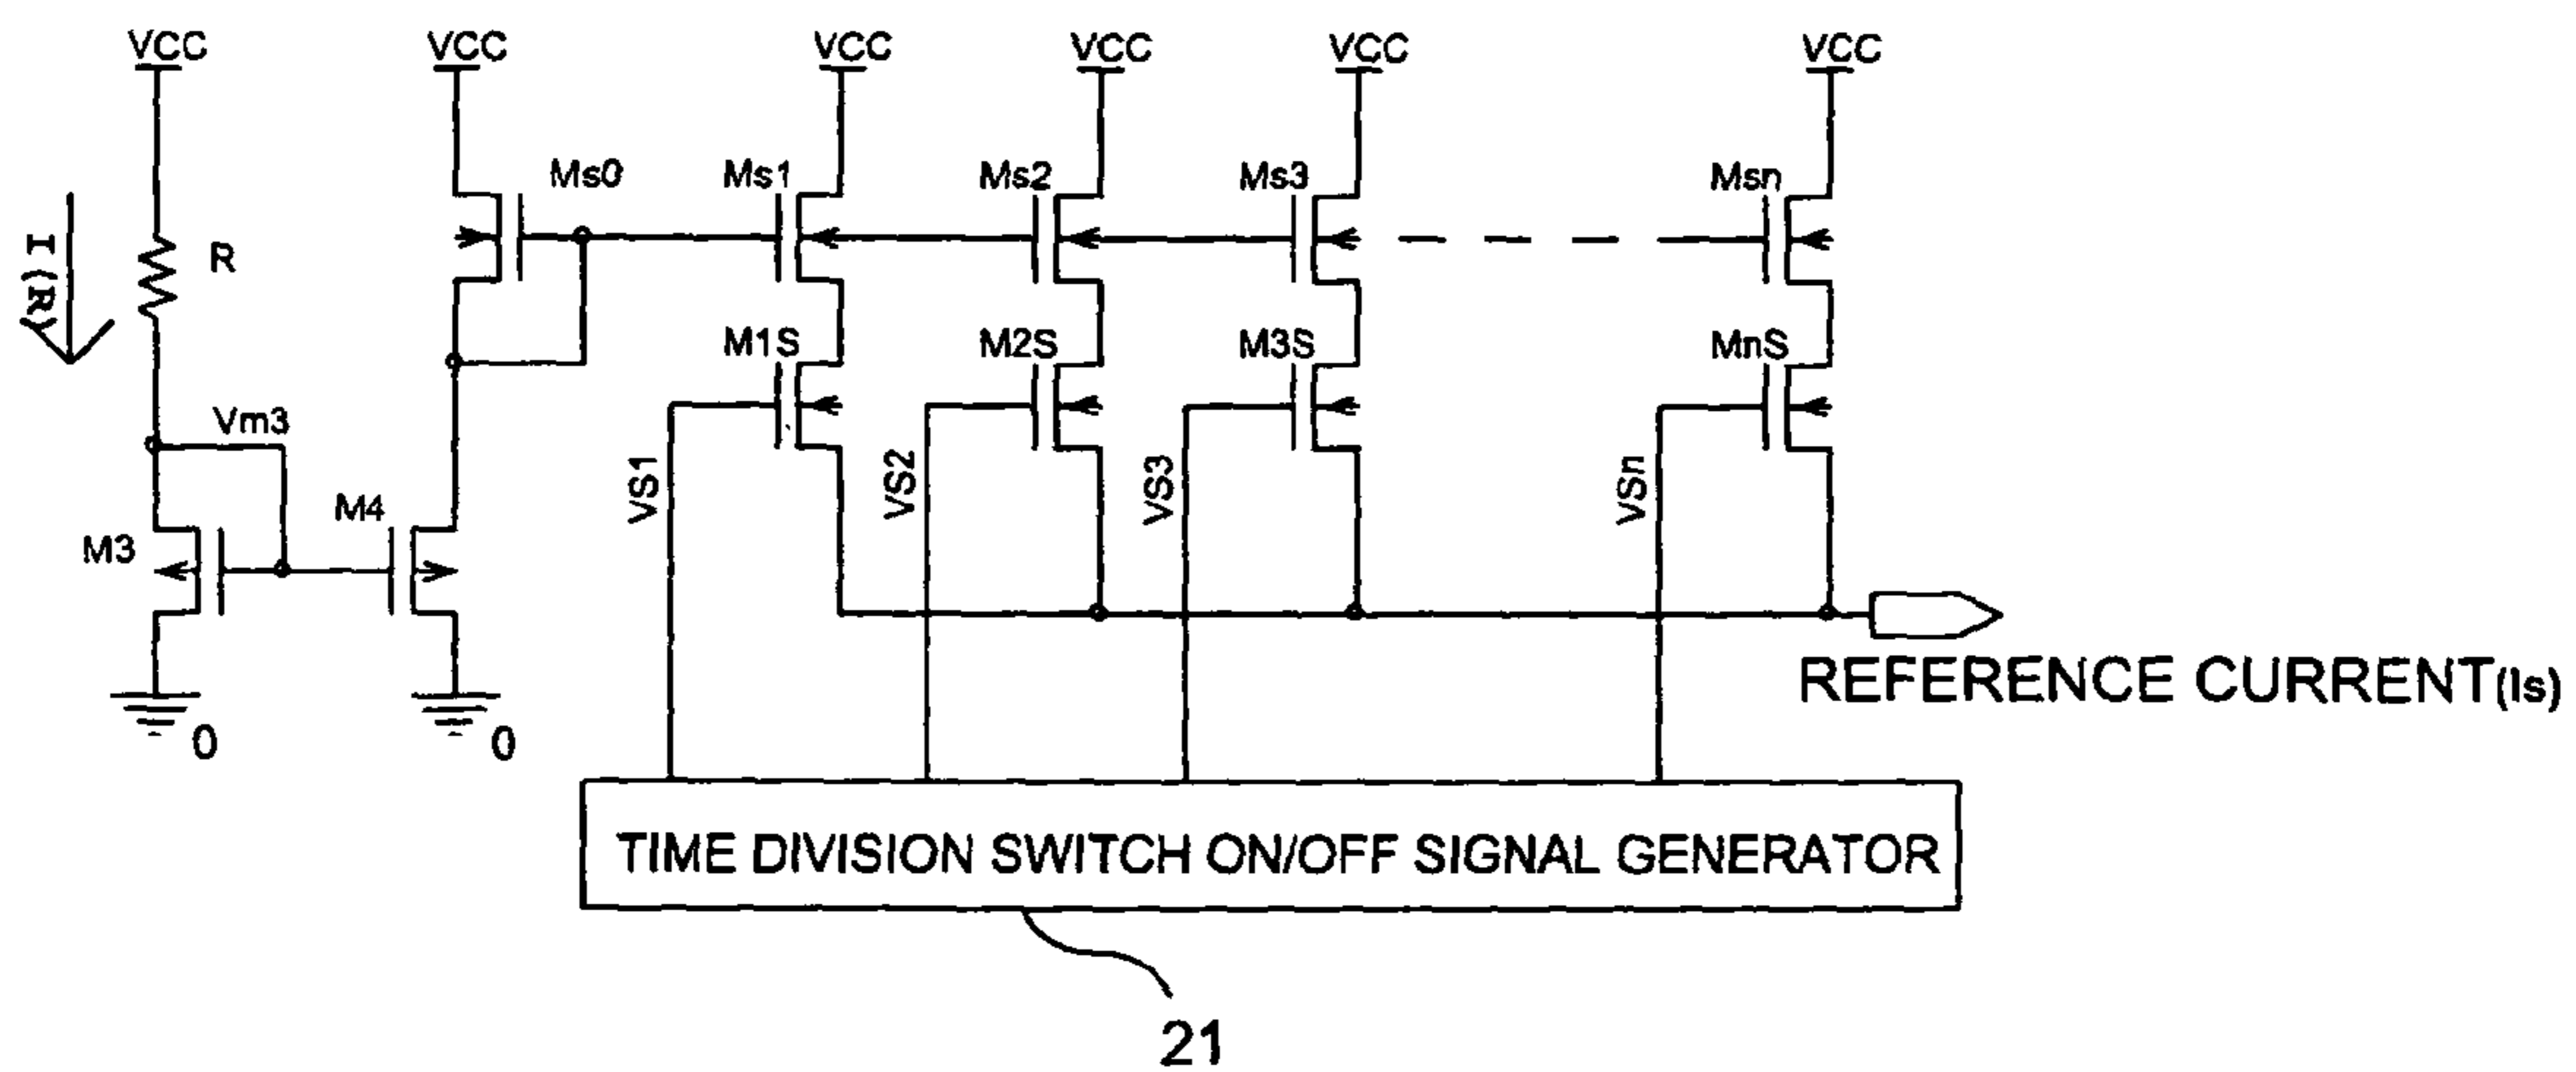 VCC VCC VCC VCC VCC VCC
Ms0 Ms1 Ms2 Ms3 Msn
I(R) R
M1S M2S M3S MnS
Vm3
VS1 VS2 VS3 VSn
M4
M3
REFERENCE CURRENT(Is)
0 0
TIME DIVISION SWITCH ON/OFF SIGNAL GENERATOR
21